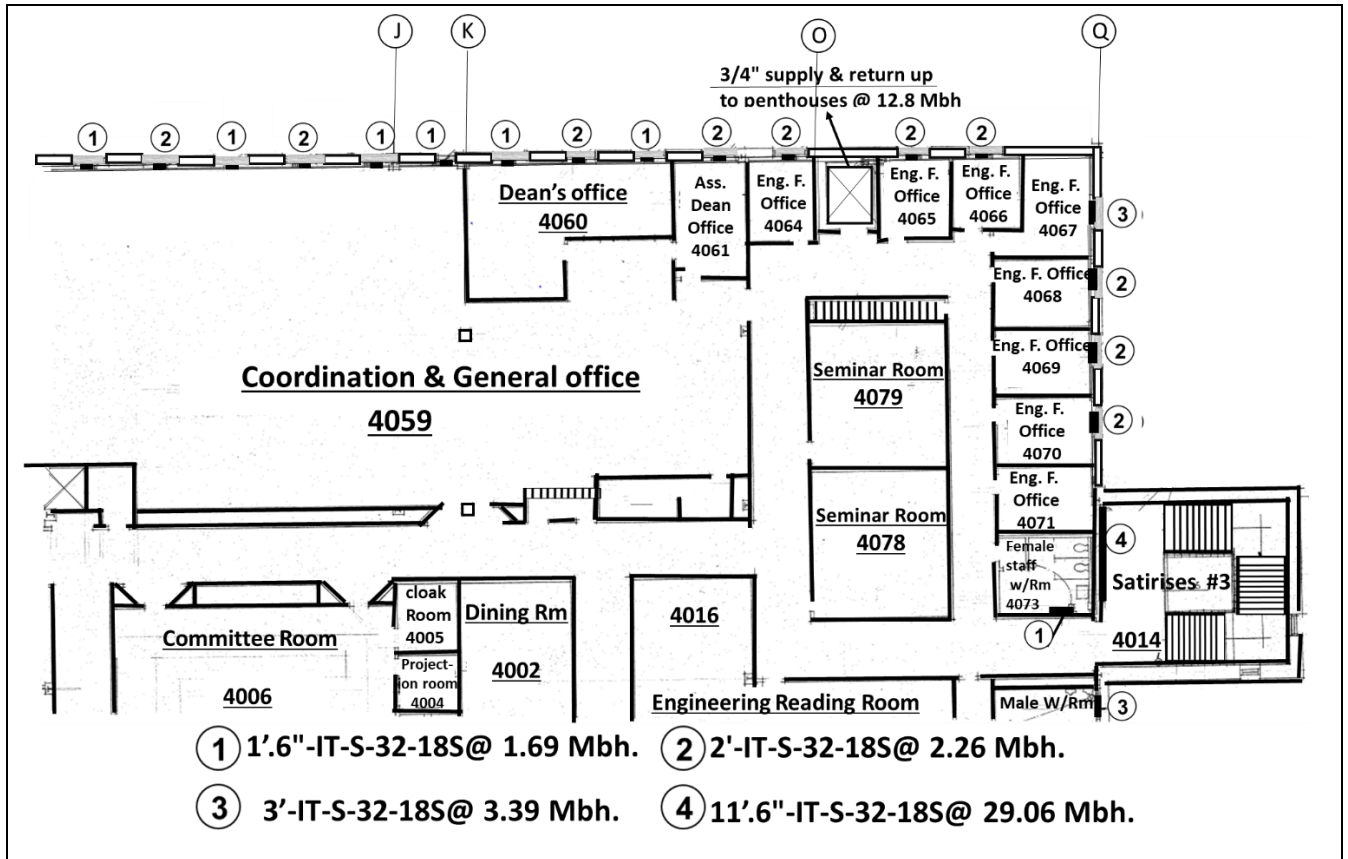 J
K
O
Q
3/4" supply & return up
to penthouses @ 12.8 Mbh
1
2
1
2
1
1
1
2
1
2
2
2
2
Dean's office
4060
Ass.
Dean
Office
4061
Eng. F.
Office
4064
Eng. F.
Office
4065
Eng. F.
Office
4066
Eng. F.
Office
4067
3
Eng. F. Office
4068
2
Eng. F. Office
4069
2
Eng. F.
Office
4070
2
Eng. F.
Office
4071
Coordination & General office
4059
Seminar Room
4079
Seminar Room
4078
Female
staff
w/Rm
4073
1
4
Satirises #3
4014
cloak
Room
4005
Project-
on room
4004
Dining Rm
4002
4016
Committee Room
4006
Engineering Reading Room
Male W/Rm
3
1 1'.6"-IT-S-32-18S@ 1.69 Mbh.
2 2'-IT-S-32-18S@ 2.26 Mbh.
3 3'-IT-S-32-18S@ 3.39 Mbh.
4 11'.6"-IT-S-32-18S@ 29.06 Mbh.